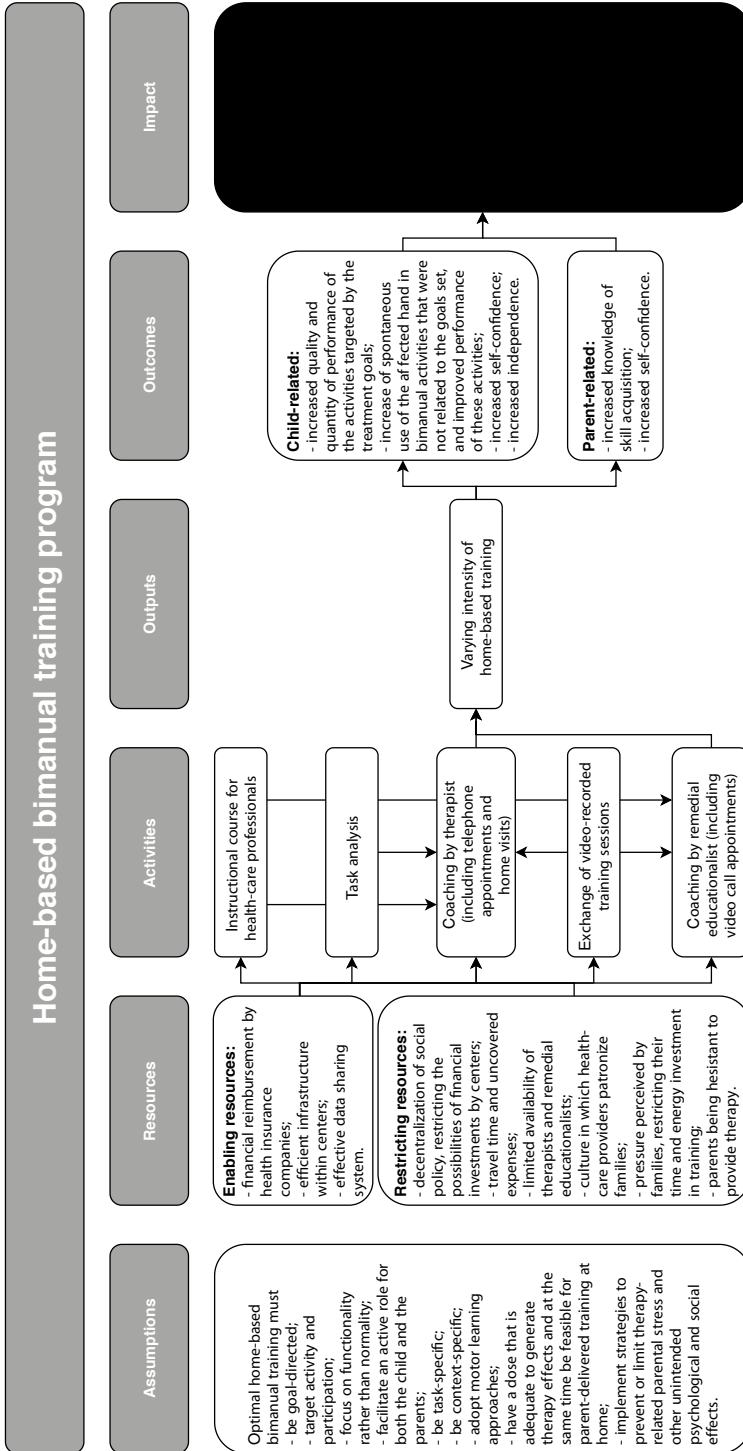 Home-based bimanual training program
Assumptions
Resources
Activities
Outputs
Outcomes
Impact
Optimal home-based
bimanual training must
- be goal-directed;
- target activity and
participation;
- focus on functionality
rather than normality;
- facilitate an active role for
both the child and the
parents;
- be task-specific;
- be context-specific;
- adopt motor learning
approaches;
- have a dose that is
adequate to generate
therapy effects and at the
same time be feasible for
parent-delivered training at
home;
- implement strategies to
prevent or limit therapy-
related parental stress and
other unintended
psychological and social
effects.
Enabling resources:
- financial reimbursement by
health insurance
companies;
- efficient infrastructure
within centers;
- effective data sharing
system.
Restricting resources:
- decentralization of social
policy, restricting the
possibilities of financial
investments by centers;
- travel time and uncovered
expenses;
- limited availability of
therapists and remedial
educationalists;
- culture in which health-
care providers patronize
families;
- pressure perceived by
families, restricting their
time and energy investment
in training;
- parents being hesistant to
provide therapy.
Instructional course for
health-care professionals
Task analysis
Coaching by therapist
(including telephone
appointments and
home visits)
Exchange of video-recorded
training sessions
Coaching by remedial
educationalist (including
video call appointments)
Varying intensity of
home-based training
Child-related:
- increased quality and
quantity of performance of
the activities targeted by the
treatment goals;
- increase of spontaneous
use of the affected hand in
bimanual activities that were
not related to the goals set,
and improved performance
of these activities;
- increased self-confidence;
- increased independence.
Parent-related:
- increased knowledge of
skill acquisition;
- increased self-confidence.